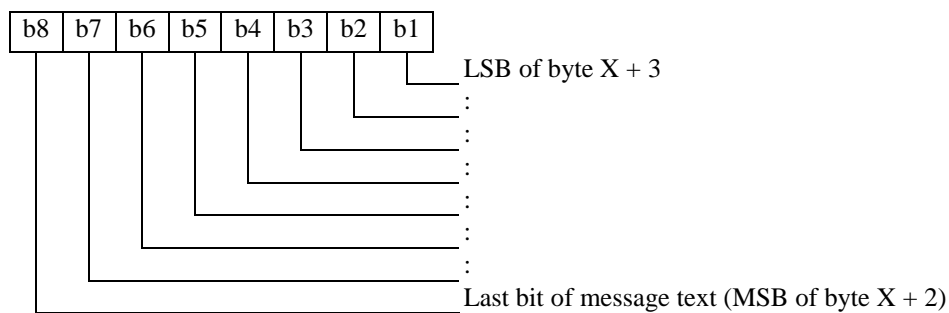 b8 b7 b6 b5 b4 b3 b2 b1
LSB of byte X + 3
:
:
:
:
:
:
Last bit of message text (MSB of byte X + 2)